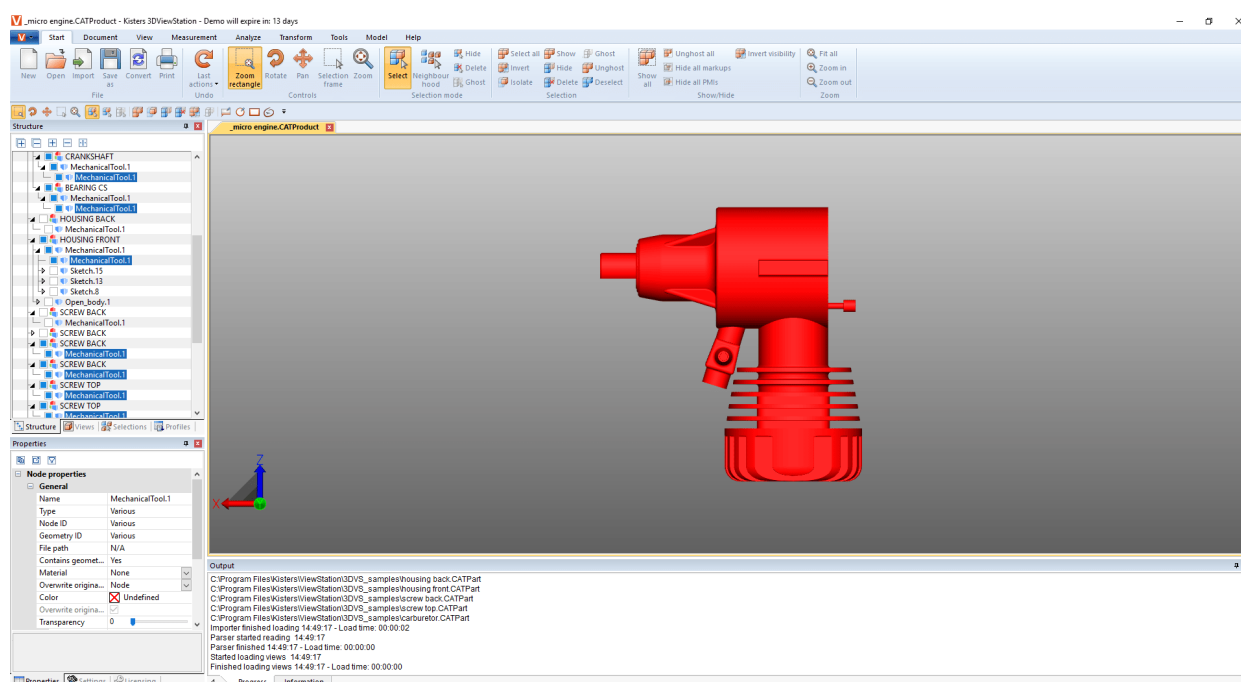 _micro engine.CATProduct - Kisters 3DViewStation - Demo will expire in: 13 days
Start Document View Measurement Analyze Transform Tools Model Help
New Open Import Save as Convert Print
File
Last actions
Undo
Zoom rectangle Rotate Pan Selection frame Zoom
Controls
Select Neighbour hood Hide Delete Ghost
Selection mode
Select all Show Ghost
Invert Hide Unghost
Isolate Delete Deselect
Selection
Show all Unghost all Invert visibility
Hide all markups
Hide all PMIs
Show/Hide
Fit all
Zoom in
Zoom out
Zoom
Structure
_micro engine.CATProduct
CRANKSHAFT
MechanicalTool.1
MechanicalTool.1
BEARING CS
MechanicalTool.1
MechanicalTool.1
HOUSING BACK
MechanicalTool.1
HOUSING FRONT
MechanicalTool.1
MechanicalTool.1
Sketch.15
Sketch.13
Sketch.8
Open_body.1
SCREW BACK
MechanicalTool.1
SCREW BACK
SCREW BACK
MechanicalTool.1
SCREW BACK
MechanicalTool.1
SCREW TOP
MechanicalTool.1
SCREW TOP
MechanicalTool.1
Structure Views Selections Profiles
Properties
Node properties
General
Name MechanicalTool.1
Type Various
Node ID Various
Geometry ID Various
File path N/A
Contains geomet... Yes
Material None
Overwrite origina... Node
Color Undefined
Overwrite origina...
Transparency 0
Properties Settings Licensing
Z
X
Output
C:\Program Files\Kisters\ViewStation\3DVS_samples\housing back.CATPart
C:\Program Files\Kisters\ViewStation\3DVS_samples\housing front.CATPart
C:\Program Files\Kisters\ViewStation\3DVS_samples\screw back.CATPart
C:\Program Files\Kisters\ViewStation\3DVS_samples\screw top.CATPart
C:\Program Files\Kisters\ViewStation\3DVS_samples\carburetor.CATPart
Importer finished loading 14:49:17 - Load time: 00:00:02
Parser started reading 14:49:17
Parser finished 14:49:17 - Load time: 00:00:00
Started loading views 14:49:17
Finished loading views 14:49:17 - Load time: 00:00:00
Progress Information